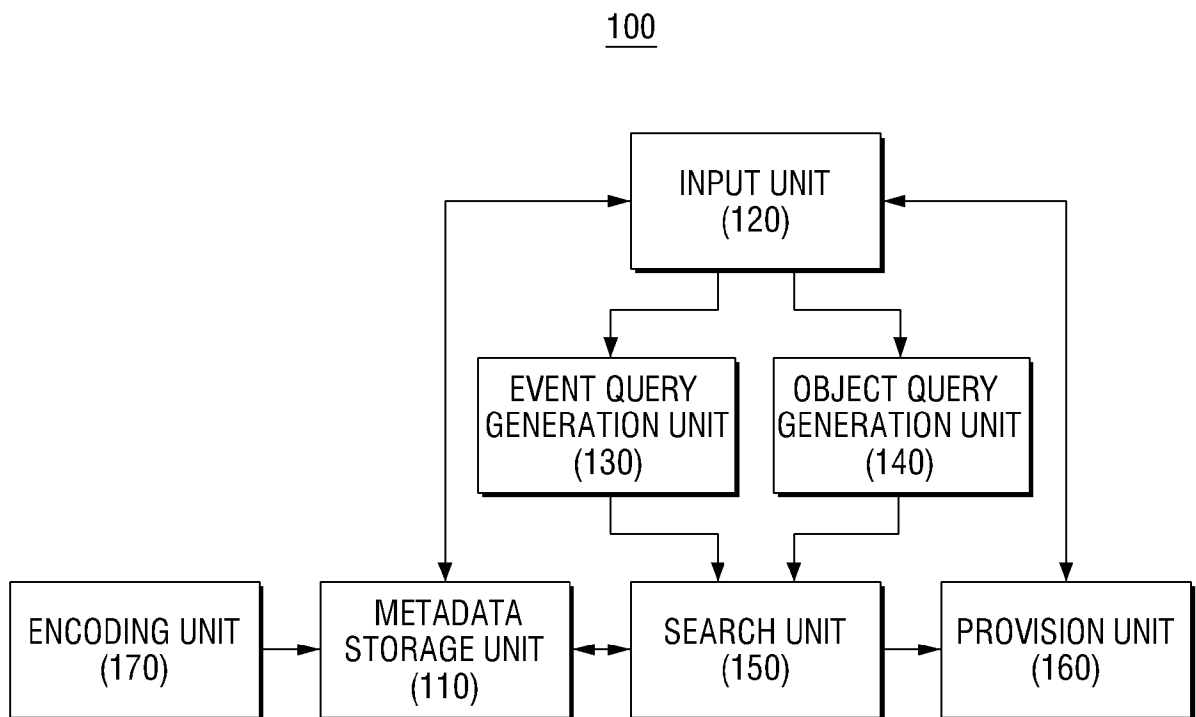 100
INPUT UNIT
(120)
EVENT QUERY
GENERATION UNIT
(130)
OBJECT QUERY
GENERATION UNIT
(140)
ENCODING UNIT
(170)
METADATA
STORAGE UNIT
(110)
SEARCH UNIT
(150)
PROVISION UNIT
(160)